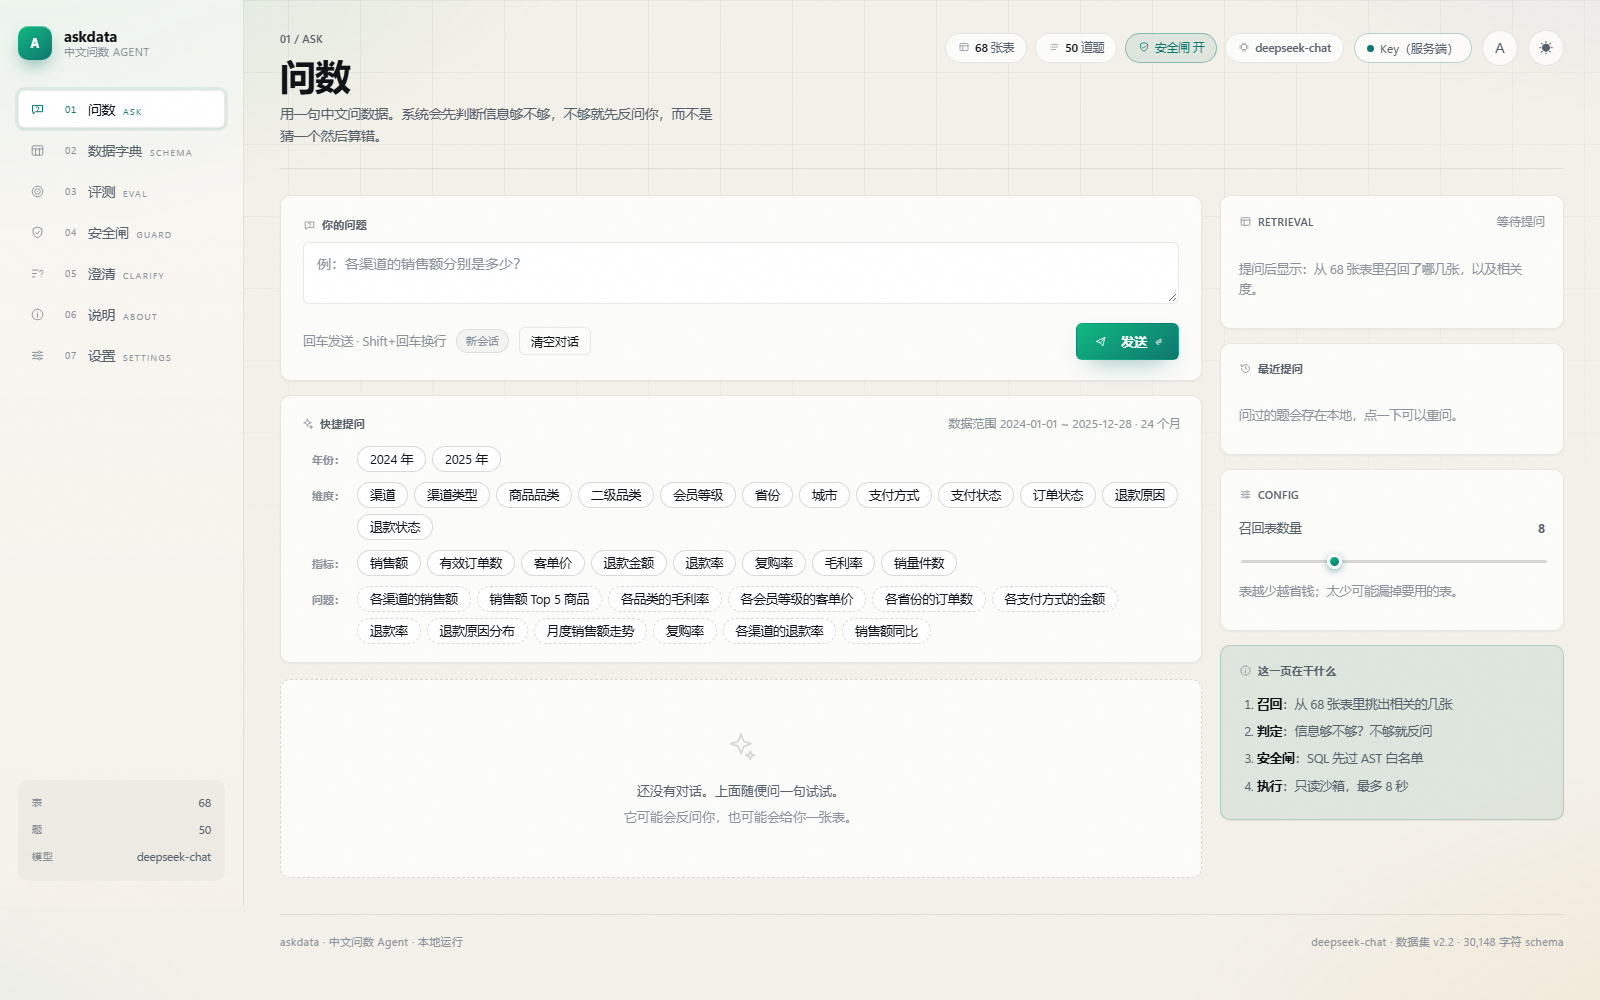 A
askdata
中文问数 AGENT
01 问数 ASK
02 数据字典 SCHEMA
03 评测 EVAL
04 安全闸 GUARD
05 澄清 CLARIFY
06 说明 ABOUT
07 设置 SETTINGS
表 68
题 50
模型 deepseek-chat
01 / ASK
问数
用一句中文问数据。系统会先判断信息够不够，不够就先反问你，而不是
猜一个然后算错。
68 张表
50 道题
安全闸 开
deepseek-chat
Key（服务端）
A
你的问题
例：各渠道的销售额分别是多少？
回车发送 · Shift+回车换行
新会话
清空对话
发送
快捷提问
数据范围 2024-01-01 ~ 2025-12-28 · 24 个月
年份： 2024 年 2025 年
维度： 渠道 渠道类型 商品品类 二级品类 会员等级 省份 城市 支付方式 支付状态 订单状态 退款原因
退款状态
指标： 销售额 有效订单数 客单价 退款金额 退款率 复购率 毛利率 销量件数
问题： 各渠道的销售额 销售额 Top 5 商品 各品类的毛利率 各会员等级的客单价 各省份的订单数 各支付方式的金额
退款率 退款原因分布 月度销售额走势 复购率 各渠道的退款率 销售额同比
还没有对话。上面随便问一句试试。
它可能会反问你，也可能会给你一张表。
RETRIEVAL 等待提问
提问后显示：从 68 张表里召回了哪几张，以及相关
度。
最近提问
问过的题会存在本地，点一下可以重问。
CONFIG
召回表数量 8
表越少越省钱；太少可能漏掉要用的表。
这一页在干什么
1. 召回：从 68 张表里挑出相关的几张
2. 判定：信息够不够？不够就反问
3. 安全闸：SQL 先过 AST 白名单
4. 执行：只读沙箱，最多 8 秒
askdata · 中文问数 Agent · 本地运行
deepseek-chat · 数据集 v2.2 · 30,148 字符 schema